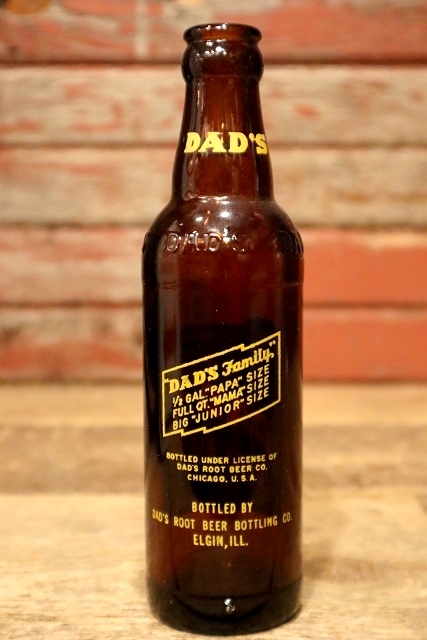 DAD'S
DAD'S
"DAD'S Family"
1/2 GAL. "PAPA" SIZE
FULL QT. "MAMA" SIZE
BIG "JUNIOR" SIZE
BOTTLED UNDER LICENSE OF
DAD'S ROOT BEER CO.
CHICAGO, U.S.A.
BOTTLED BY
DAD'S ROOT BEER BOTTLING CO.
ELGIN, ILL.